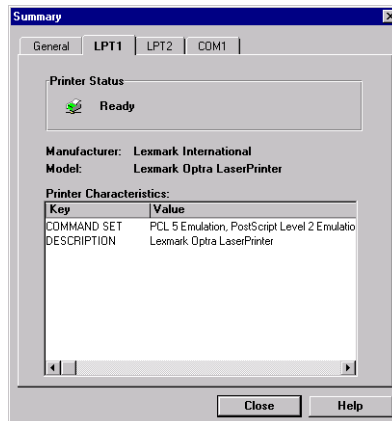 Summary
General LPT1 LPT2 COM1
Printer Status
Ready
Manufacturer: Lexmark International
Model: Lexmark Optra LaserPrinter
Printer Characteristics:
Key Value
COMMAND SET PCL 5 Emulation, PostScript Level 2 Emulatio
DESCRIPTION Lexmark Optra LaserPrinter
Close Help